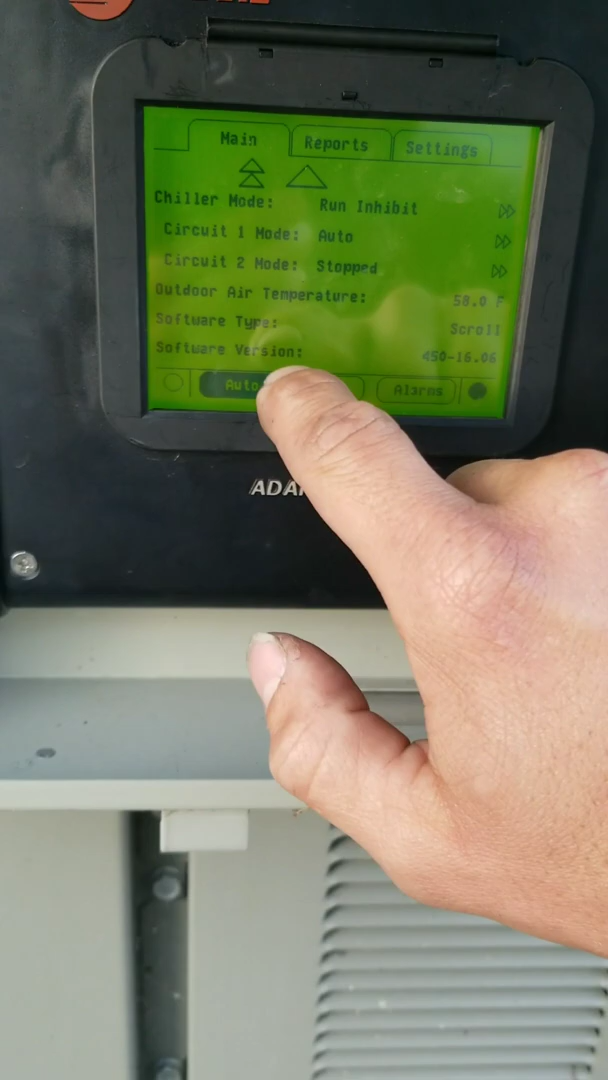 Main Reports Settings
Chiller Mode: Run Inhibit
Circuit 1 Mode: Auto
Circuit 2 Mode: Stopped
Outdoor Air Temperature: 58.0 F
Software Type: Scroll
Software Version: 450-16.06
Auto Alarms